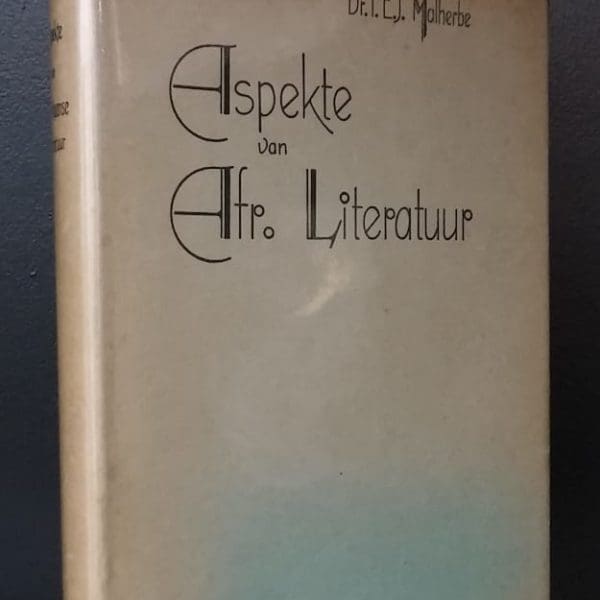 Dr. F. E. J. Malherbe
Aspekte
van
Afr. Literatuur